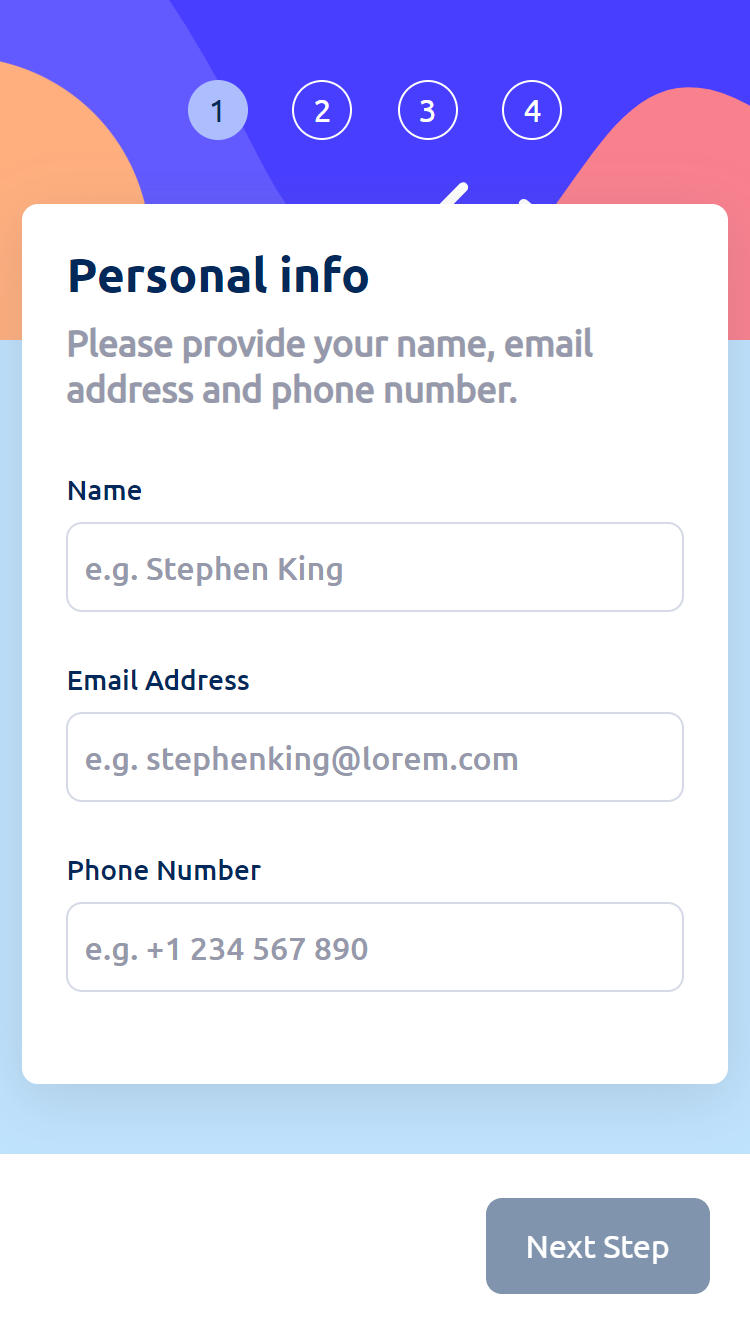 1 2 3 4
Personal info
Please provide your name, email
address and phone number.
Name
e.g. Stephen King
Email Address
e.g. stephenking@lorem.com
Phone Number
e.g. +1 234 567 890
Next Step